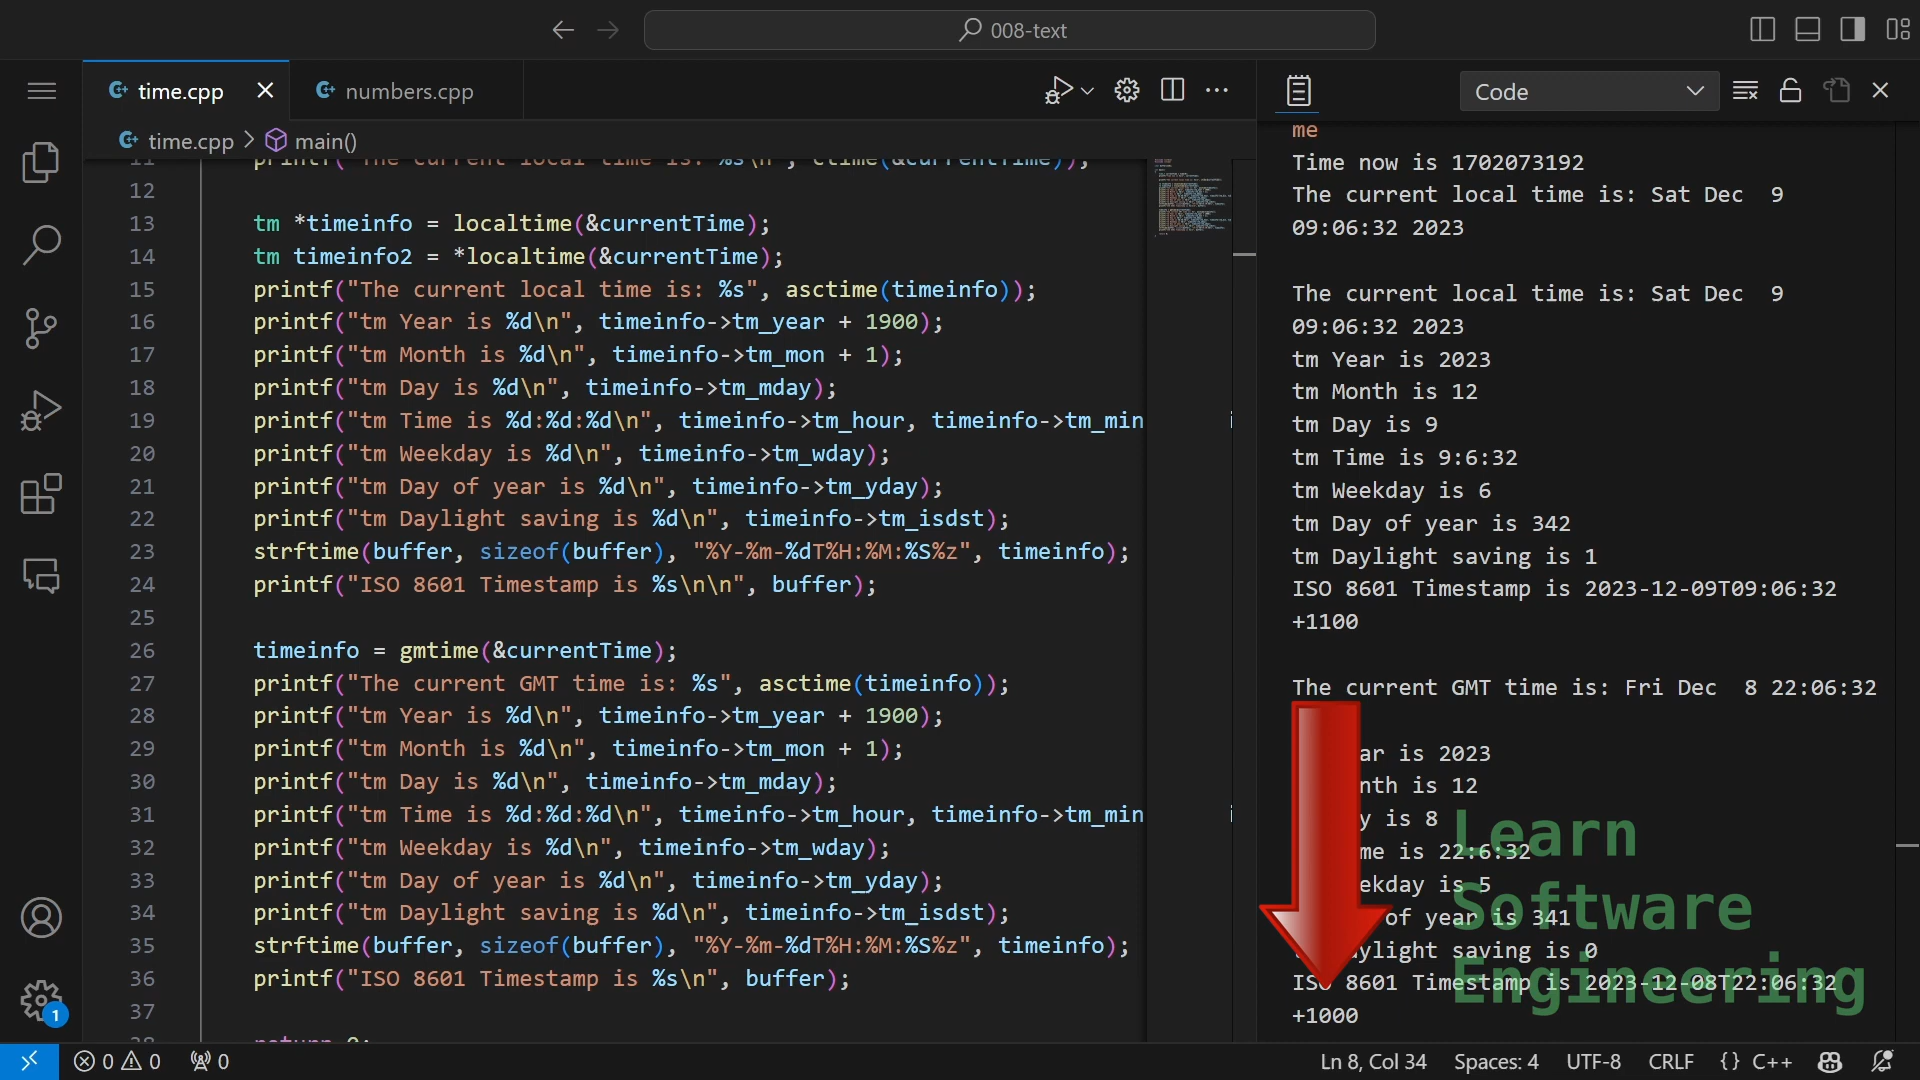 008-text
time.cpp
numbers.cpp
Code
time.cpp > main()
11 printf("The current local time is: %s\n", ctime(&currentTime));
12
13 tm *timeinfo = localtime(&currentTime);
14 tm timeinfo2 = *localtime(&currentTime);
15 printf("The current local time is: %s", asctime(timeinfo));
16 printf("tm Year is %d\n", timeinfo->tm_year + 1900);
17 printf("tm Month is %d\n", timeinfo->tm_mon + 1);
18 printf("tm Day is %d\n", timeinfo->tm_mday);
19 printf("tm Time is %d:%d:%d\n", timeinfo->tm_hour, timeinfo->tm_min
20 printf("tm Weekday is %d\n", timeinfo->tm_wday);
21 printf("tm Day of year is %d\n", timeinfo->tm_yday);
22 printf("tm Daylight saving is %d\n", timeinfo->tm_isdst);
23 strftime(buffer, sizeof(buffer), "%Y-%m-%dT%H:%M:%S%z", timeinfo);
24 printf("ISO 8601 Timestamp is %s\n\n", buffer);
25
26 timeinfo = gmtime(&currentTime);
27 printf("The current GMT time is: %s", asctime(timeinfo));
28 printf("tm Year is %d\n", timeinfo->tm_year + 1900);
29 printf("tm Month is %d\n", timeinfo->tm_mon + 1);
30 printf("tm Day is %d\n", timeinfo->tm_mday);
31 printf("tm Time is %d:%d:%d\n", timeinfo->tm_hour, timeinfo->tm_min
32 printf("tm Weekday is %d\n", timeinfo->tm_wday);
33 printf("tm Day of year is %d\n", timeinfo->tm_yday);
34 printf("tm Daylight saving is %d\n", timeinfo->tm_isdst);
35 strftime(buffer, sizeof(buffer), "%Y-%m-%dT%H:%M:%S%z", timeinfo);
36 printf("ISO 8601 Timestamp is %s\n", buffer);
37
38 return 0;
me
Time now is 1702073192
The current local time is: Sat Dec  9
09:06:32 2023
The current local time is: Sat Dec  9
09:06:32 2023
tm Year is 2023
tm Month is 12
tm Day is 9
tm Time is 9:6:32
tm Weekday is 6
tm Day of year is 342
tm Daylight saving is 1
ISO 8601 Timestamp is 2023-12-09T09:06:32
+1100
The current GMT time is: Fri Dec  8 22:06:32
ar is 2023
nth is 12
y is 8
me is 22:6:32
ekday is 5
of year is 341
ylight saving is 0
ISO 8601 Timestamp is 2023-12-08T22:06:32
+1000
Learn
Software
Engineering
1
0 0 0
Ln 8, Col 34 Spaces: 4 UTF-8 CRLF {} C++